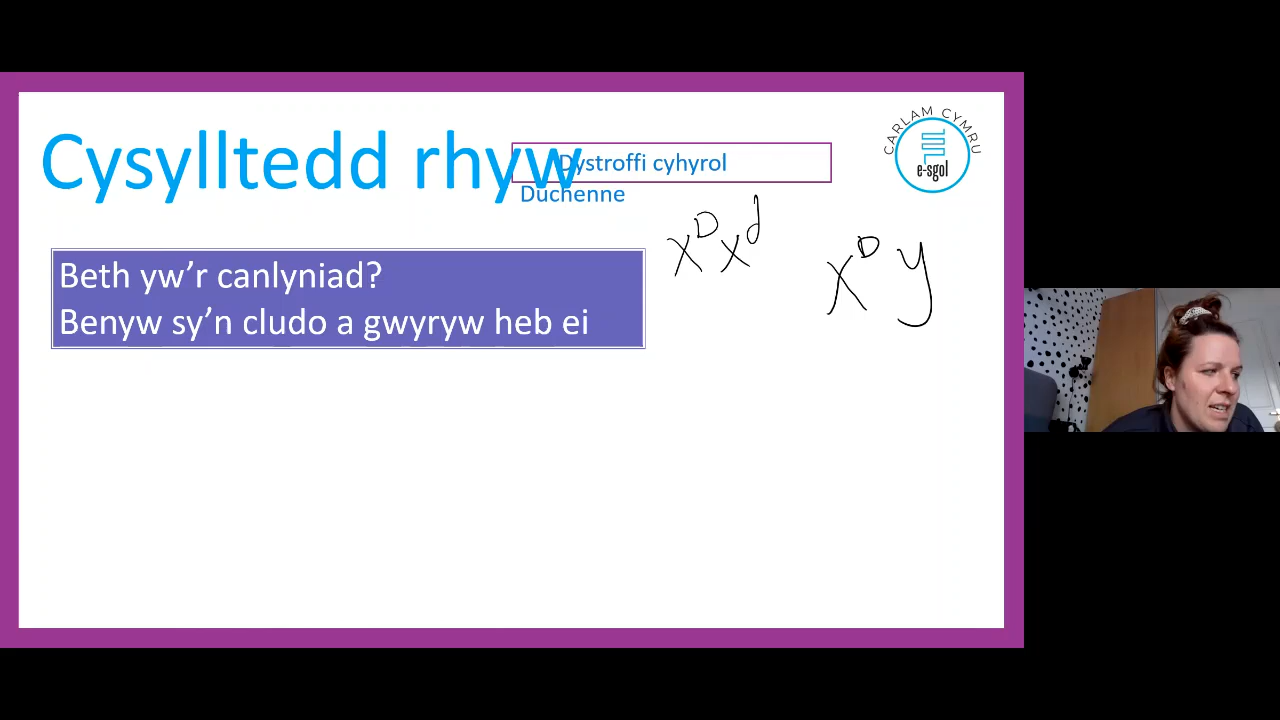 Cysylltedd rhyw
Dystroffi cyhyrol
Duchenne
CARLAM CYMRU
e-sgol
X^D X^d
X^D Y
Beth yw’r canlyniad?
Benyw sy’n cludo a gwyryw heb ei